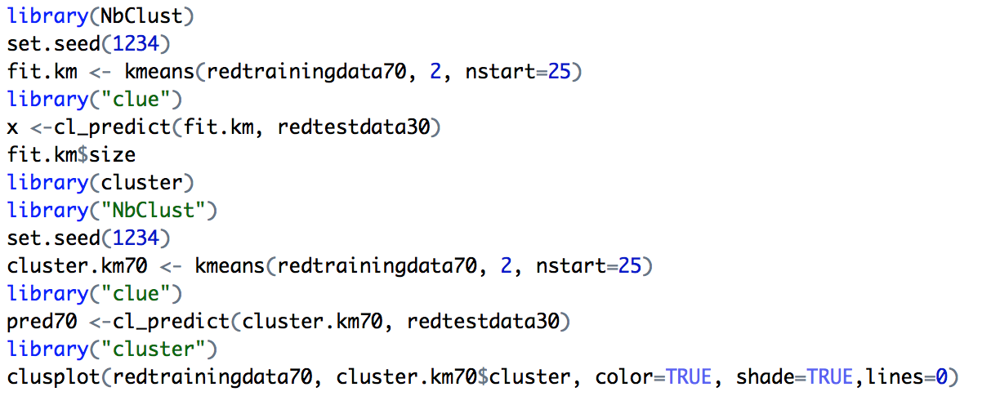 library(NbClust)
set.seed(1234)
fit.km <- kmeans(redtrainingdata70, 2, nstart=25)
library("clue")
x <-cl_predict(fit.km, redtestdata30)
fit.km$size
library(cluster)
library("NbClust")
set.seed(1234)
cluster.km70 <- kmeans(redtrainingdata70, 2, nstart=25)
library("clue")
pred70 <-cl_predict(cluster.km70, redtestdata30)
library("cluster")
clusplot(redtrainingdata70, cluster.km70$cluster, color=TRUE, shade=TRUE,lines=0)